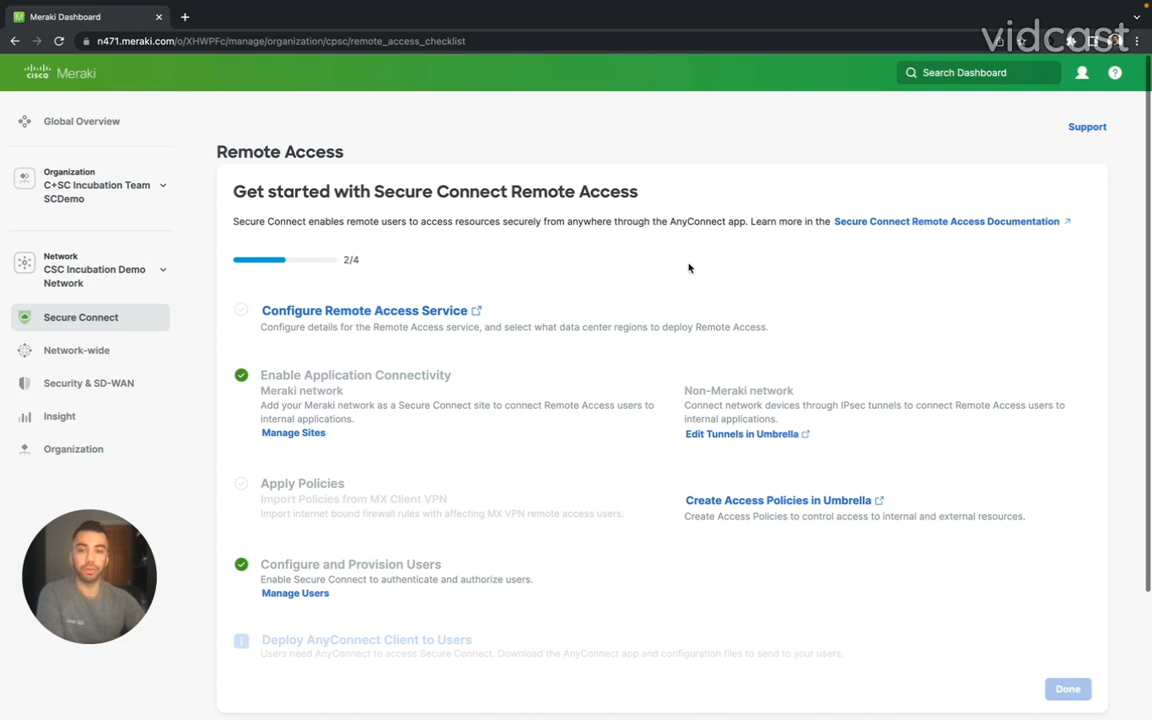 Meraki Dashboard
vidcast
n471.meraki.com/o/XHWPFc/manage/organization/cpsc/remote_access_checklist
CISCO Meraki
Search Dashboard
Global Overview
Support
Organization
C+SC Incubation Team
SCDemo
Network
CSC Incubation Demo
Network
Secure Connect
Network-wide
Security & SD-WAN
Insight
Organization
Remote Access
Get started with Secure Connect Remote Access
Secure Connect enables remote users to access resources securely from anywhere through the AnyConnect app. Learn more in the Secure Connect Remote Access Documentation
2/4
Configure Remote Access Service
Configure details for the Remote Access service, and select what data center regions to deploy Remote Access.
Enable Application Connectivity
Meraki network
Add your Meraki network as a Secure Connect site to connect Remote Access users to
internal applications.
Manage Sites
Non-Meraki network
Connect network devices through IPsec tunnels to connect Remote Access users to
internal applications.
Edit Tunnels in Umbrella
Apply Policies
Import Policies from MX Client VPN
Import internet bound firewall rules with affecting MX VPN remote access users.
Create Access Policies in Umbrella
Create Access Policies to control access to internal and external resources.
Configure and Provision Users
Enable Secure Connect to authenticate and authorize users.
Manage Users
Deploy AnyConnect Client to Users
Users need AnyConnect to access Secure Connect. Download the AnyConnect app and configuration files to send to your users.
Done